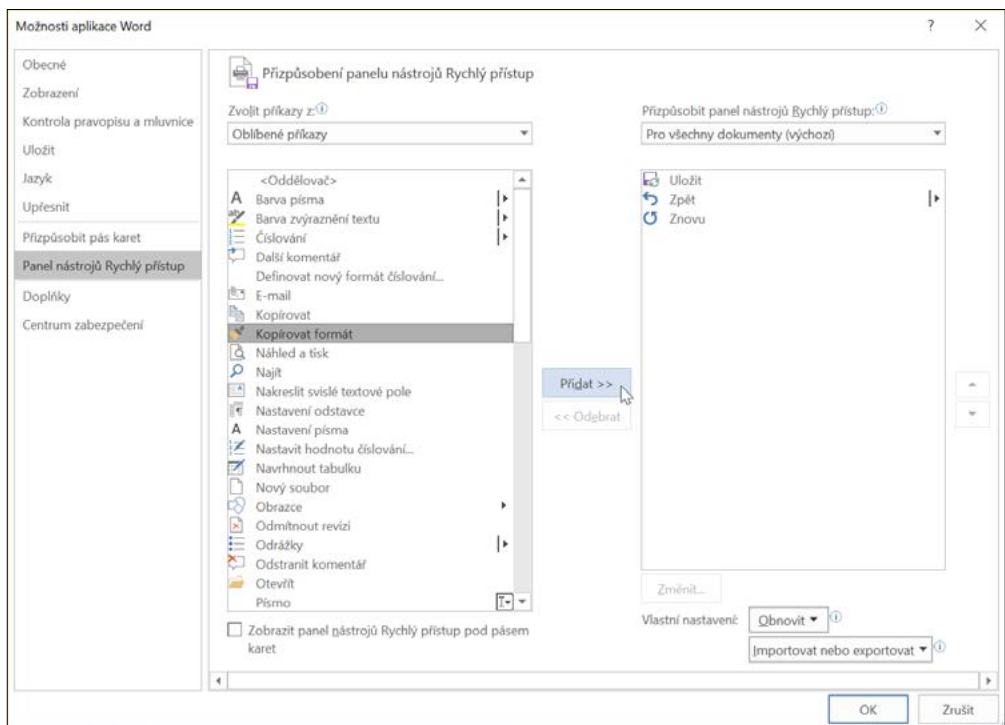 Možnosti aplikace Word
?
Obecné
Zobrazení
Kontrola pravopisu a mluvnice
Uložit
Jazyk
Upřesnit
Přizpůsobit pás karet
Panel nástrojů Rychlý přístup
Doplňky
Centrum zabezpečení
Přizpůsobení panelu nástrojů Rychlý přístup
Zvolit příkazy z:
Oblíbené příkazy
<Oddělovač>
Barva písma
Barva zvýraznění textu
Číslování
Další komentář
Definovat nový formát číslování...
E-mail
Kopírovat
Kopírovat formát
Náhled a tisk
Najít
Nakreslit svislé textové pole
Nastavení odstavce
Nastavení písma
Nastavit hodnotu číslování...
Navrhnout tabulku
Nový soubor
Obrazce
Odmítnout revizi
Odrážky
Odstranit komentář
Otevřít
Písmo
Zobrazit panel nástrojů Rychlý přístup pod pásem
karet
Přidat >>
<< Odebrat
Přizpůsobit panel nástrojů Rychlý přístup:
Pro všechny dokumenty (výchozí)
Uložit
Zpět
Znovu
Změnit...
Vlastní nastavení:
Obnovit
Importovat nebo exportovat
OK
Zrušit